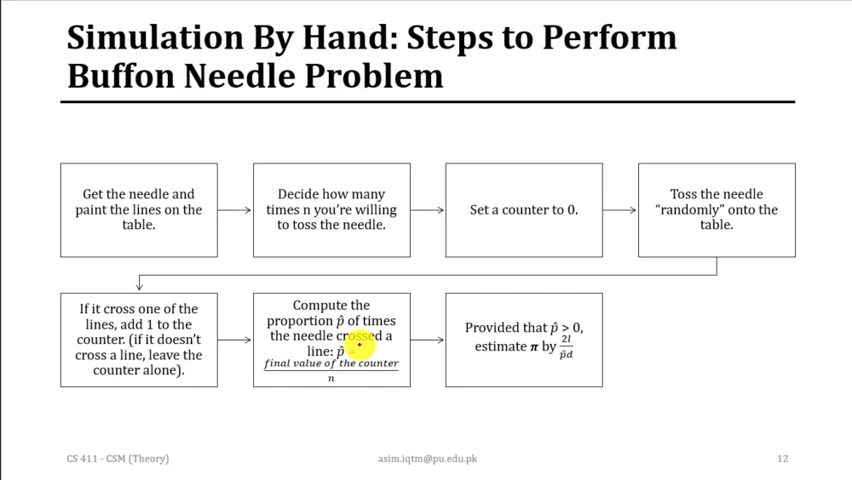 Simulation By Hand: Steps to Perform
Buffon Needle Problem
Get the needle and
paint the lines on the
table.
Decide how many
times n you're willing
to toss the needle.
Set a counter to 0.
Toss the needle
"randomly" onto the
table.
If it cross one of the
lines, add 1 to the
counter. (if it doesn't
cross a line, leave the
counter alone).
Compute the
proportion p̂ of times
the needle crossed a
line: p̂ =
final value of the counter
n
Provided that p̂ > 0,
estimate π by 2l/p̂d
CS 411 - CSM (Theory)
asim.iqtm@pu.edu.pk
12